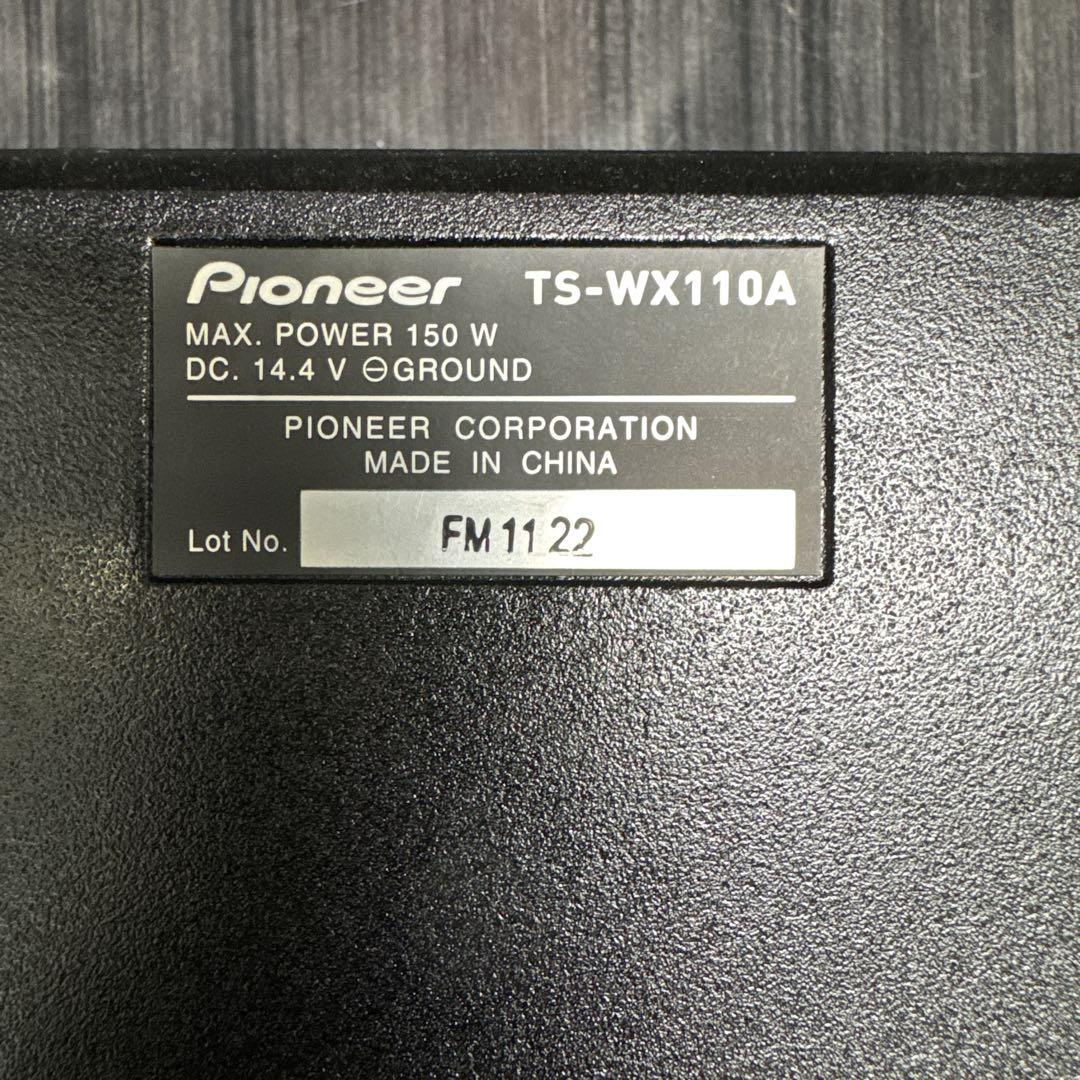 Pioneer TS-WX110A
MAX. POWER 150 W
DC. 14.4 V ⊖GROUND
PIONEER CORPORATION
MADE IN CHINA
Lot No. FM 11 22